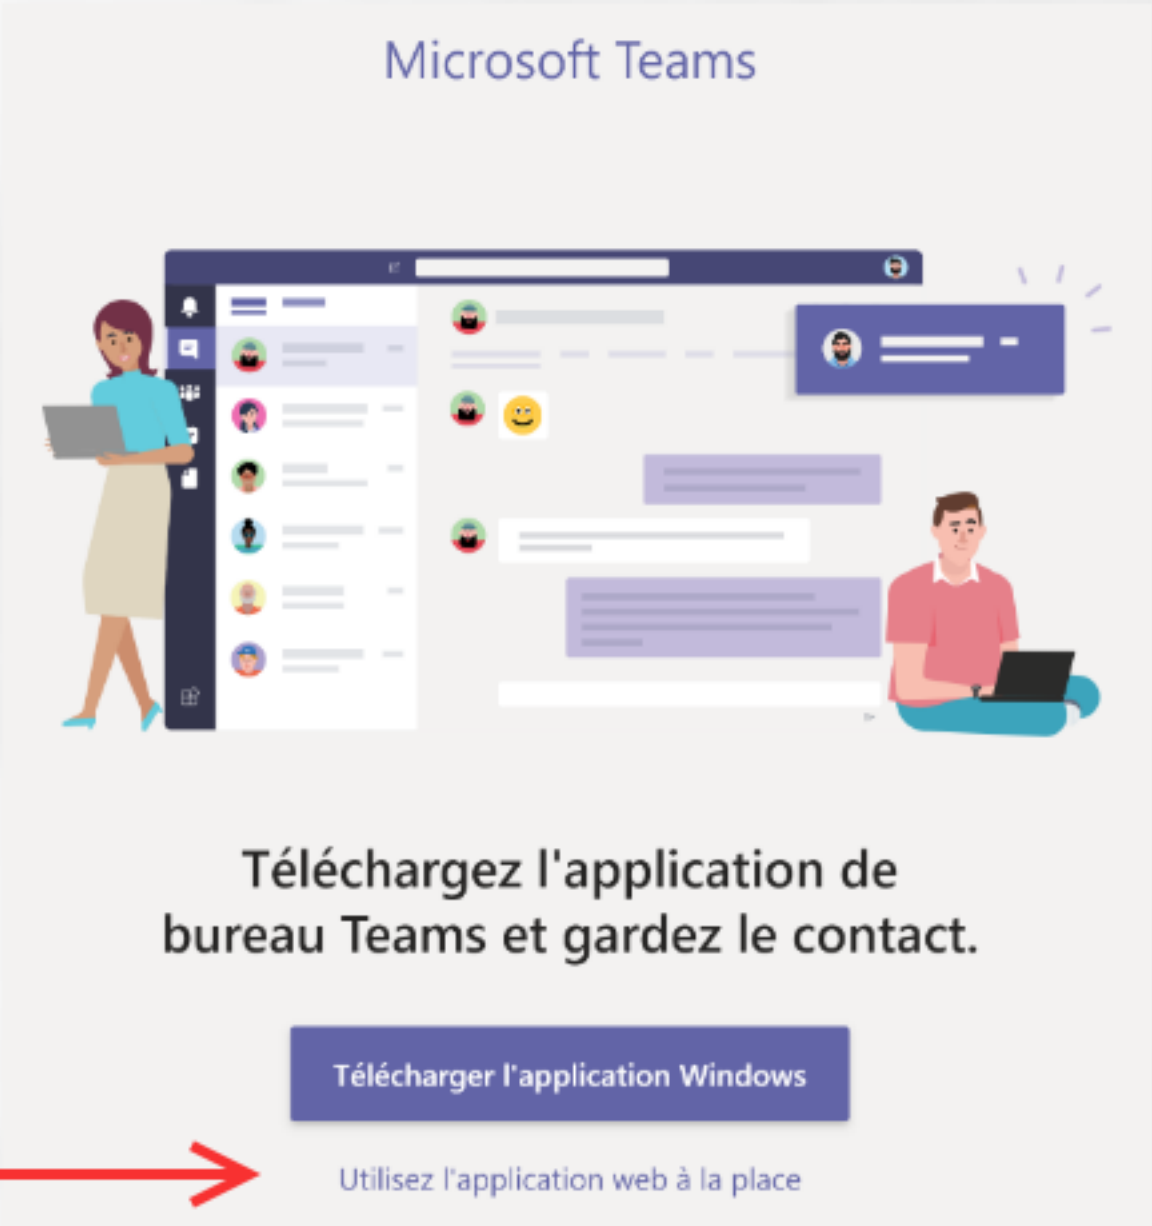 Microsoft Teams
Téléchargez l'application de
bureau Teams et gardez le contact.
Télécharger l'application Windows
Utilisez l'application web à la place